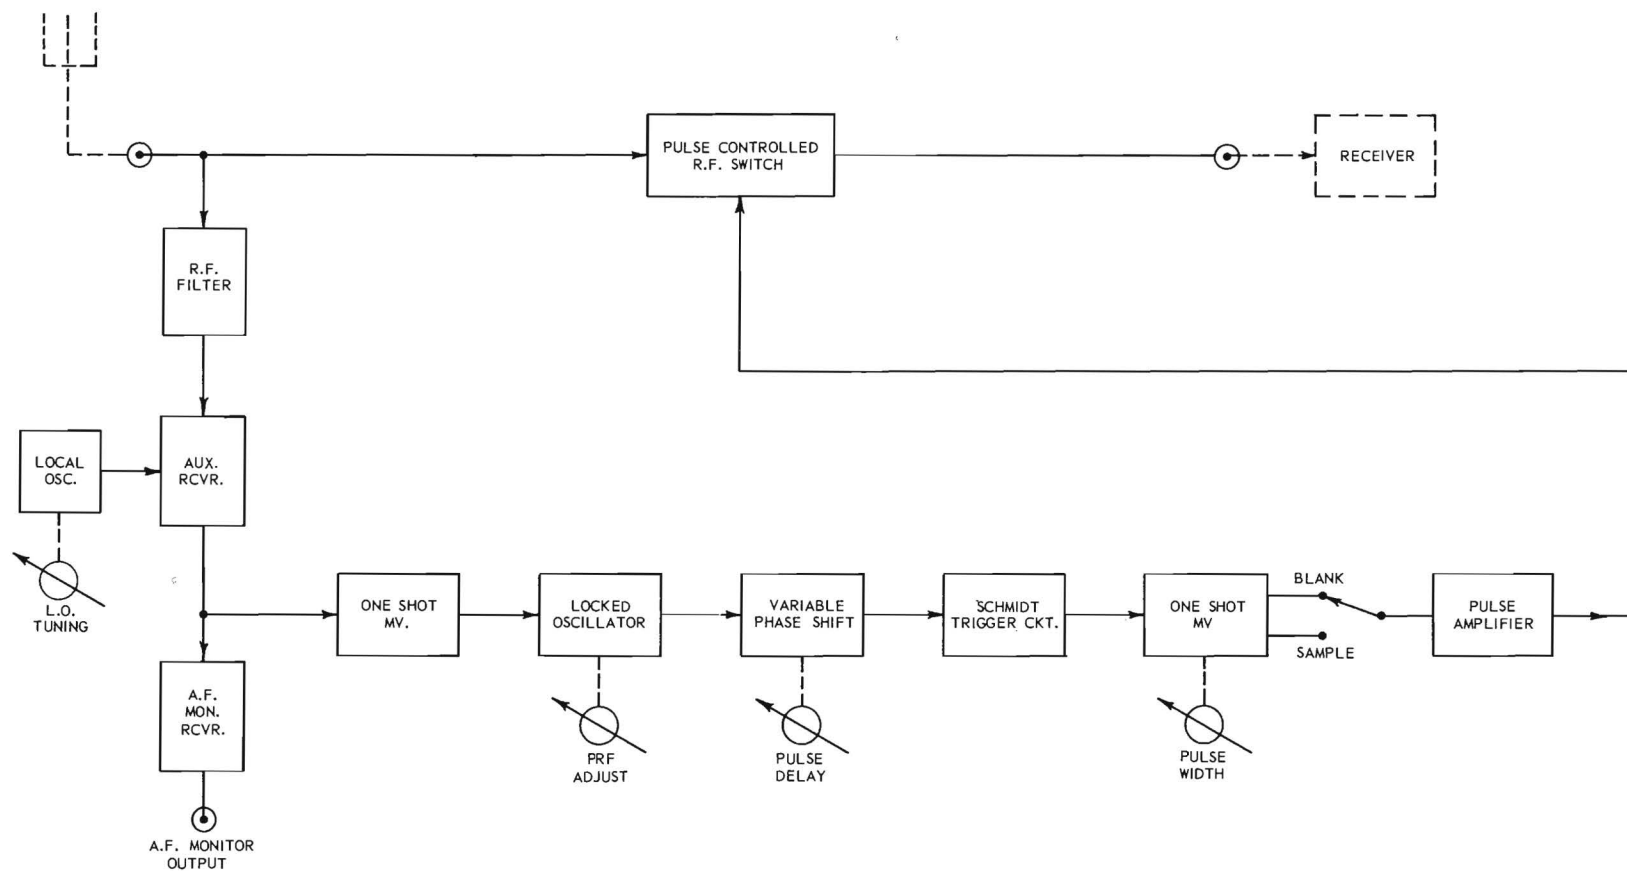 PULSE CONTROLLED
R.F. SWITCH
RECEIVER
R.F.
FILTER
LOCAL
OSC.
AUX.
RCVR.
L.O.
TUNING
ONE SHOT
MV.
LOCKED
OSCILLATOR
VARIABLE
PHASE SHIFT
SCHMIDT
TRIGGER CKT.
ONE SHOT
MV
BLANK
SAMPLE
PULSE
AMPLIFIER
A.F.
MON.
RCVR.
PRF
ADJUST
PULSE
DELAY
PULSE
WIDTH
A.F. MONITOR
OUTPUT